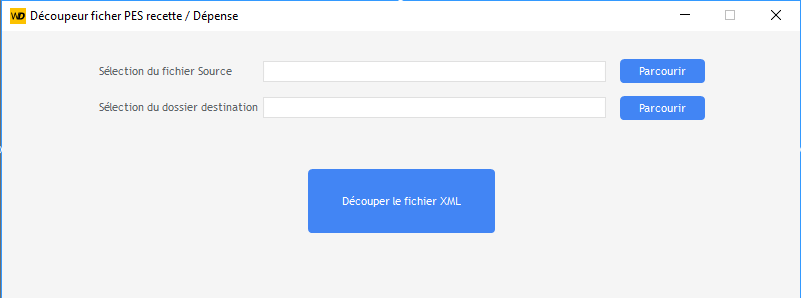 WD Découpeur ficher PES recette / Dépense
Sélection du fichier Source Parcourir
Sélection du dossier destination Parcourir
Découper le fichier XML